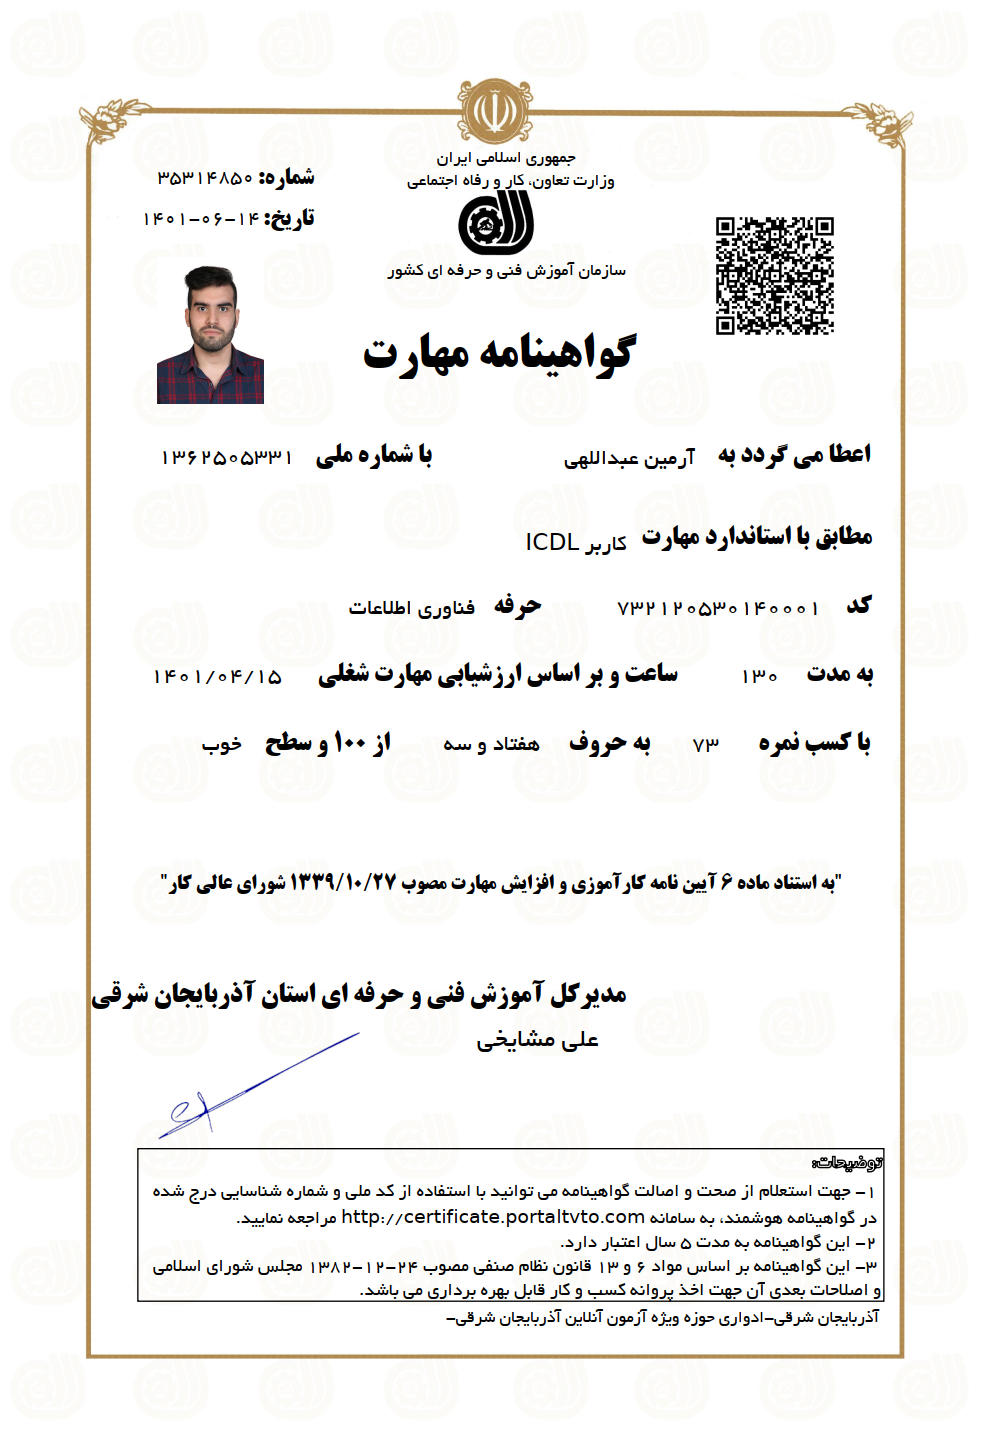 جمهوری اسلامی ایران
وزارت تعاون، کار و رفاه اجتماعی
سازمان آموزش فنی و حرفه ای کشور
شماره: ۳۵۳۱۴۸۵۰
تاریخ: ۱۴۰۱-۰۶-۱۴
گواهینامه مهارت
اعطا می گردد به آرمین عبداللهی با شماره ملی ۱۳۶۲۵۰۵۳۳۱
مطابق با استاندارد مهارت کاربر ICDL
کد ۷۳۲۱۲۰۵۳۰۱۴۰۰۰۱ حرفه فناوری اطلاعات
به مدت ۱۳۰ ساعت و بر اساس ارزشیابی مهارت شغلی ۱۴۰۱/۰۴/۱۵
با کسب نمره ۷۳ به حروف هفتاد و سه از ۱۰۰ و سطح خوب
"به استناد ماده ۶ آیین نامه کارآموزی و افزایش مهارت مصوب ۱۳۳۹/۱۰/۲۷ شورای عالی کار"
مدیرکل آموزش فنی و حرفه ای استان آذربایجان شرقی
علی مشایخی
توضیحات:
۱- جهت استعلام از صحت و اصالت گواهینامه می توانید با استفاده از کد ملی و شماره شناسایی درج شده
در گواهینامه هوشمند، به سامانه http://certificate.portaltvto.com مراجعه نمایید.
۲- این گواهینامه به مدت ۵ سال اعتبار دارد.
۳- این گواهینامه بر اساس مواد ۶ و ۱۳ قانون نظام صنفی مصوب ۲۴-۱۲-۱۳۸۲ مجلس شورای اسلامی
و اصلاحات بعدی آن جهت اخذ پروانه کسب و کار قابل بهره برداری می باشد.
آذربایجان شرقی-ادواری حوزه ویژه آزمون آنلاین آذربایجان شرقی-